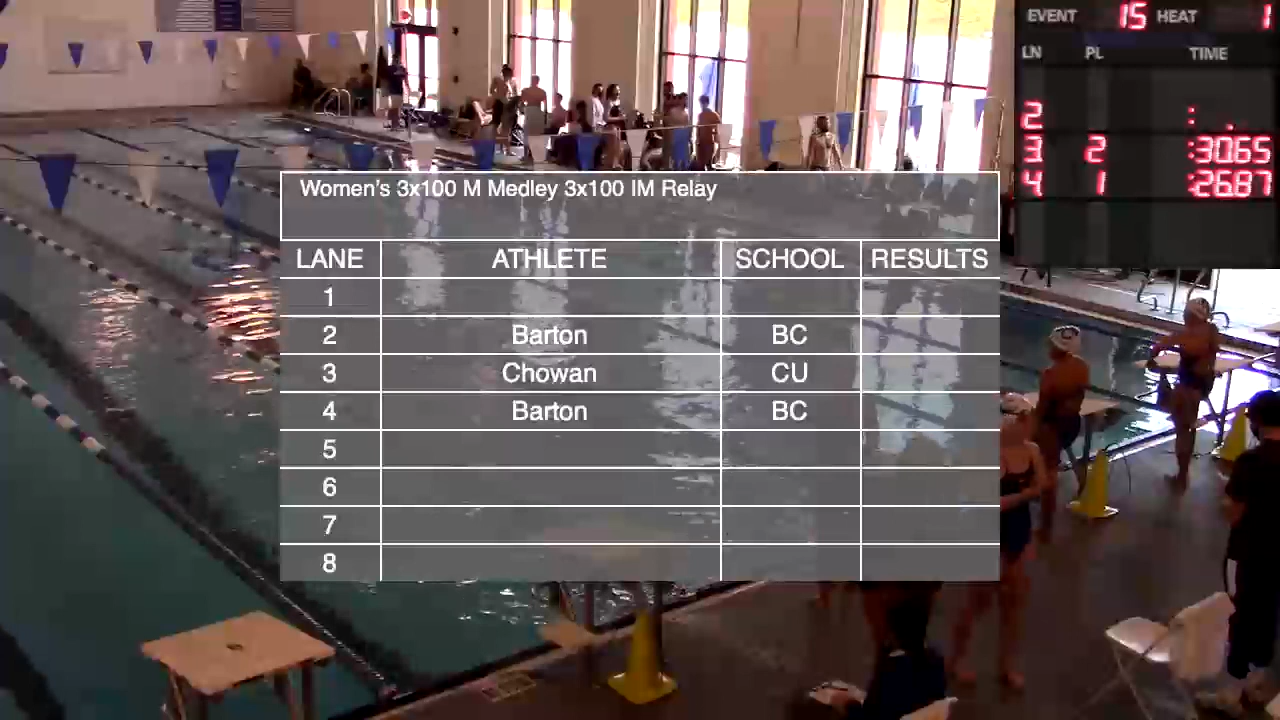 EVENT 15 HEAT 1
LN PL TIME
2 : .
3 2 :30.65
4 1 :26.87
Women's 3x100 M Medley 3x100 IM Relay
LANE ATHLETE SCHOOL RESULTS
1
2 Barton BC
3 Chowan CU
4 Barton BC
5
6
7
8